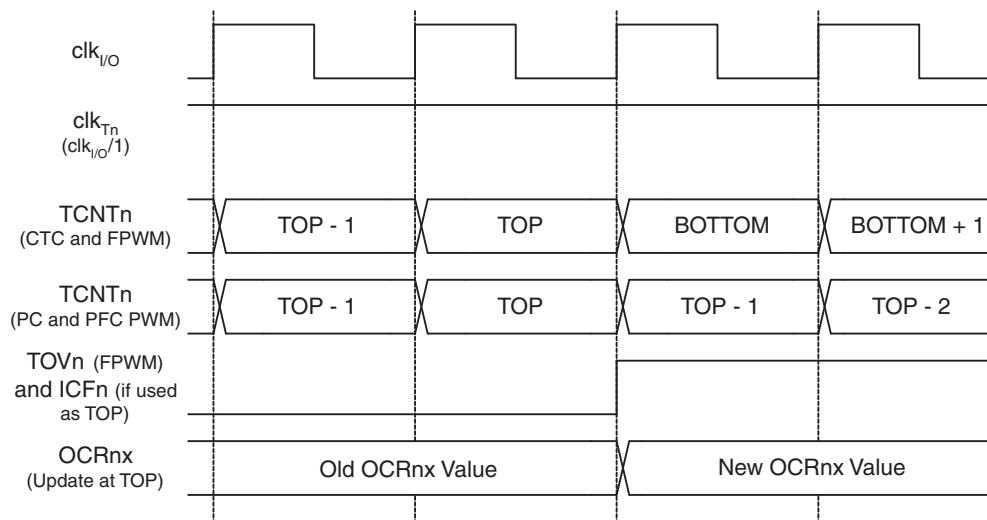 clkI/O
clkTn
(clkI/O/1)
TCNTn
(CTC and FPWM)
TOP - 1
TOP
BOTTOM
BOTTOM + 1
TCNTn
(PC and PFC PWM)
TOP - 1
TOP
TOP - 1
TOP - 2
TOVn (FPWM)
and ICFn (if used
as TOP)
OCRnx
(Update at TOP)
Old OCRnx Value
New OCRnx Value